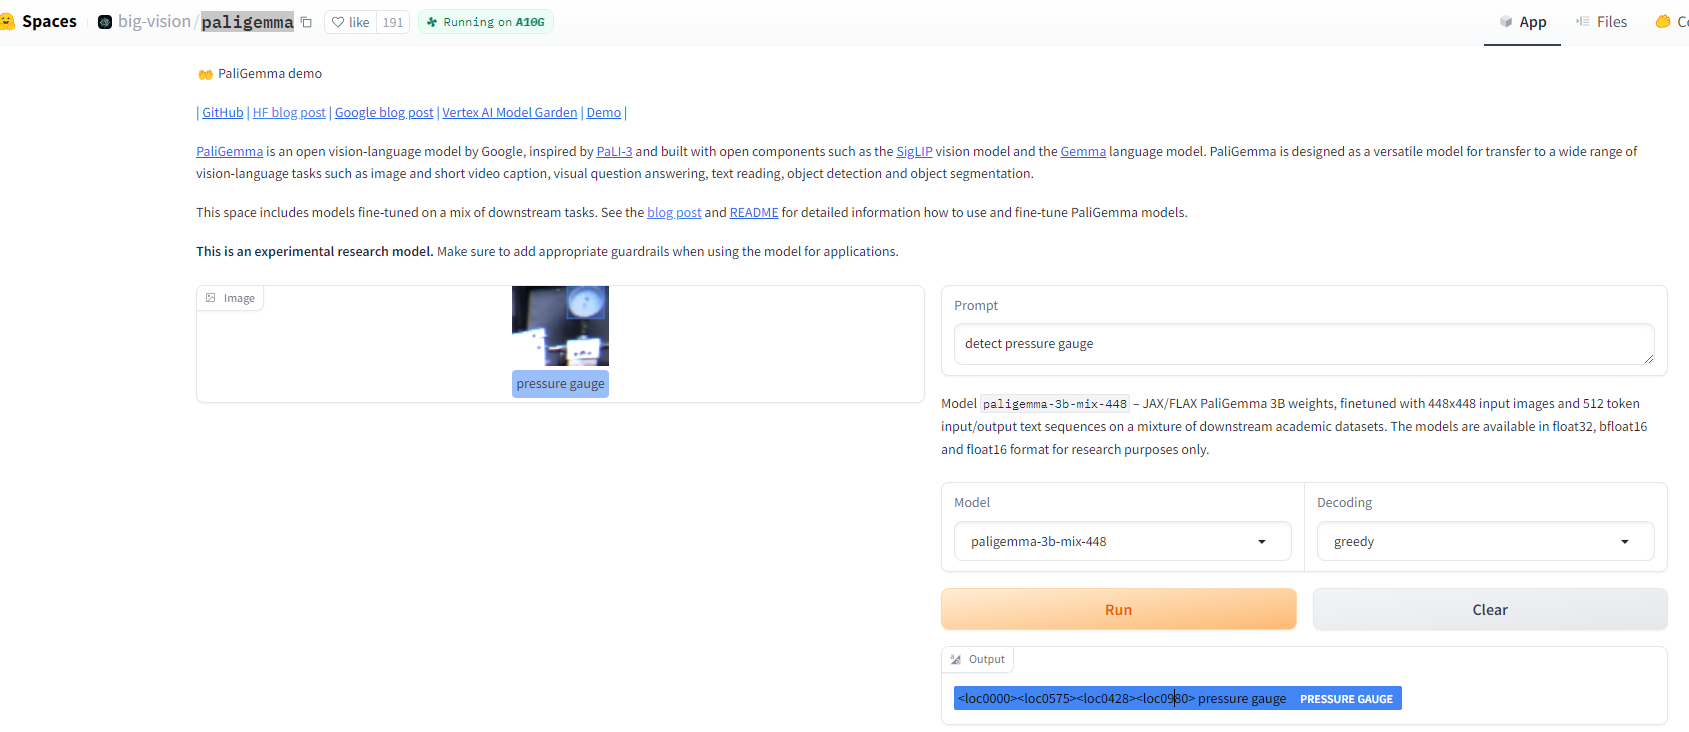 Spaces big-vision/paligemma like 191 Running on A10G App Files
PaliGemma demo
| GitHub | HF blog post | Google blog post | Vertex AI Model Garden | Demo |
PaliGemma is an open vision-language model by Google, inspired by PaLI-3 and built with open components such as the SigLIP vision model and the Gemma language model. PaliGemma is designed as a versatile model for transfer to a wide range of
vision-language tasks such as image and short video caption, visual question answering, text reading, object detection and object segmentation.
This space includes models fine-tuned on a mix of downstream tasks. See the blog post and README for detailed information how to use and fine-tune PaliGemma models.
This is an experimental research model. Make sure to add appropriate guardrails when using the model for applications.
Image
pressure gauge
Prompt
detect pressure gauge
Model paligemma-3b-mix-448 – JAX/FLAX PaliGemma 3B weights, finetuned with 448x448 input images and 512 token
input/output text sequences on a mixture of downstream academic datasets. The models are available in float32, bfloat16
and float16 format for research purposes only.
Model Decoding
paligemma-3b-mix-448 greedy
Run Clear
Output
<loc0000><loc0575><loc0428><loc0980> pressure gauge PRESSURE GAUGE